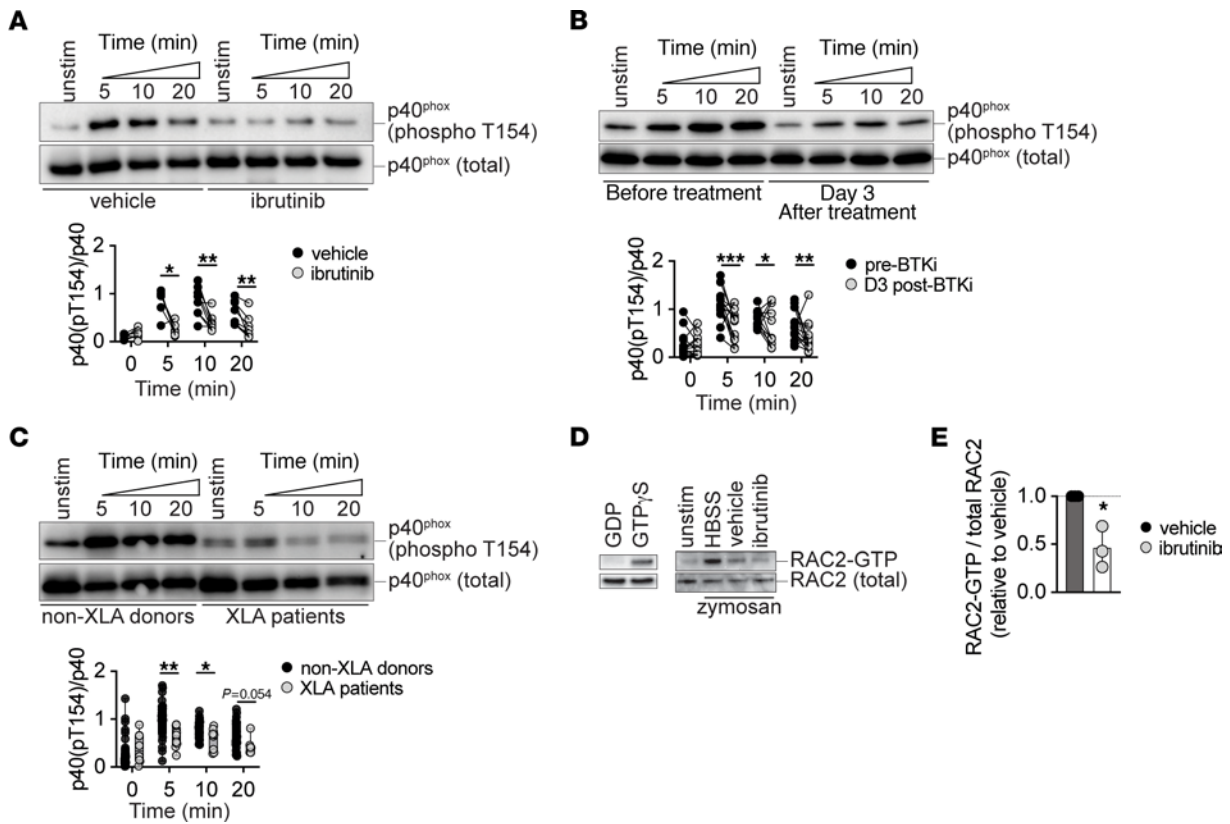 A
Time (min)
unstim
5 10 20
unstim
5 10 20
p40phox
(phospho T154)
p40phox (total)
vehicle
ibrutinib
p40(pT154)/p40
2
1
0
* ** **
vehicle
ibrutinib
0 5 10 20
Time (min)
B
Time (min)
unstim
5 10 20
unstim
5 10 20
p40phox
(phospho T154)
p40phox (total)
Before treatment
Day 3
After treatment
p40(pT154)/p40
2
1
0
*** * **
pre-BTKi
D3 post-BTKi
0 5 10 20
Time (min)
C
Time (min)
unstim
5 10 20
unstim
5 10 20
p40phox
(phospho T154)
p40phox (total)
non-XLA donors
XLA patients
p40(pT154)/p40
2
1
0
** *
P=0.054
non-XLA donors
XLA patients
0 5 10 20
Time (min)
D
GDP
GTPγS
unstim
HBSS
vehicle
ibrutinib
RAC2-GTP
RAC2 (total)
zymosan
E
RAC2-GTP / total RAC2
(relative to vehicle)
1.0
0.5
0.0
*
vehicle
ibrutinib